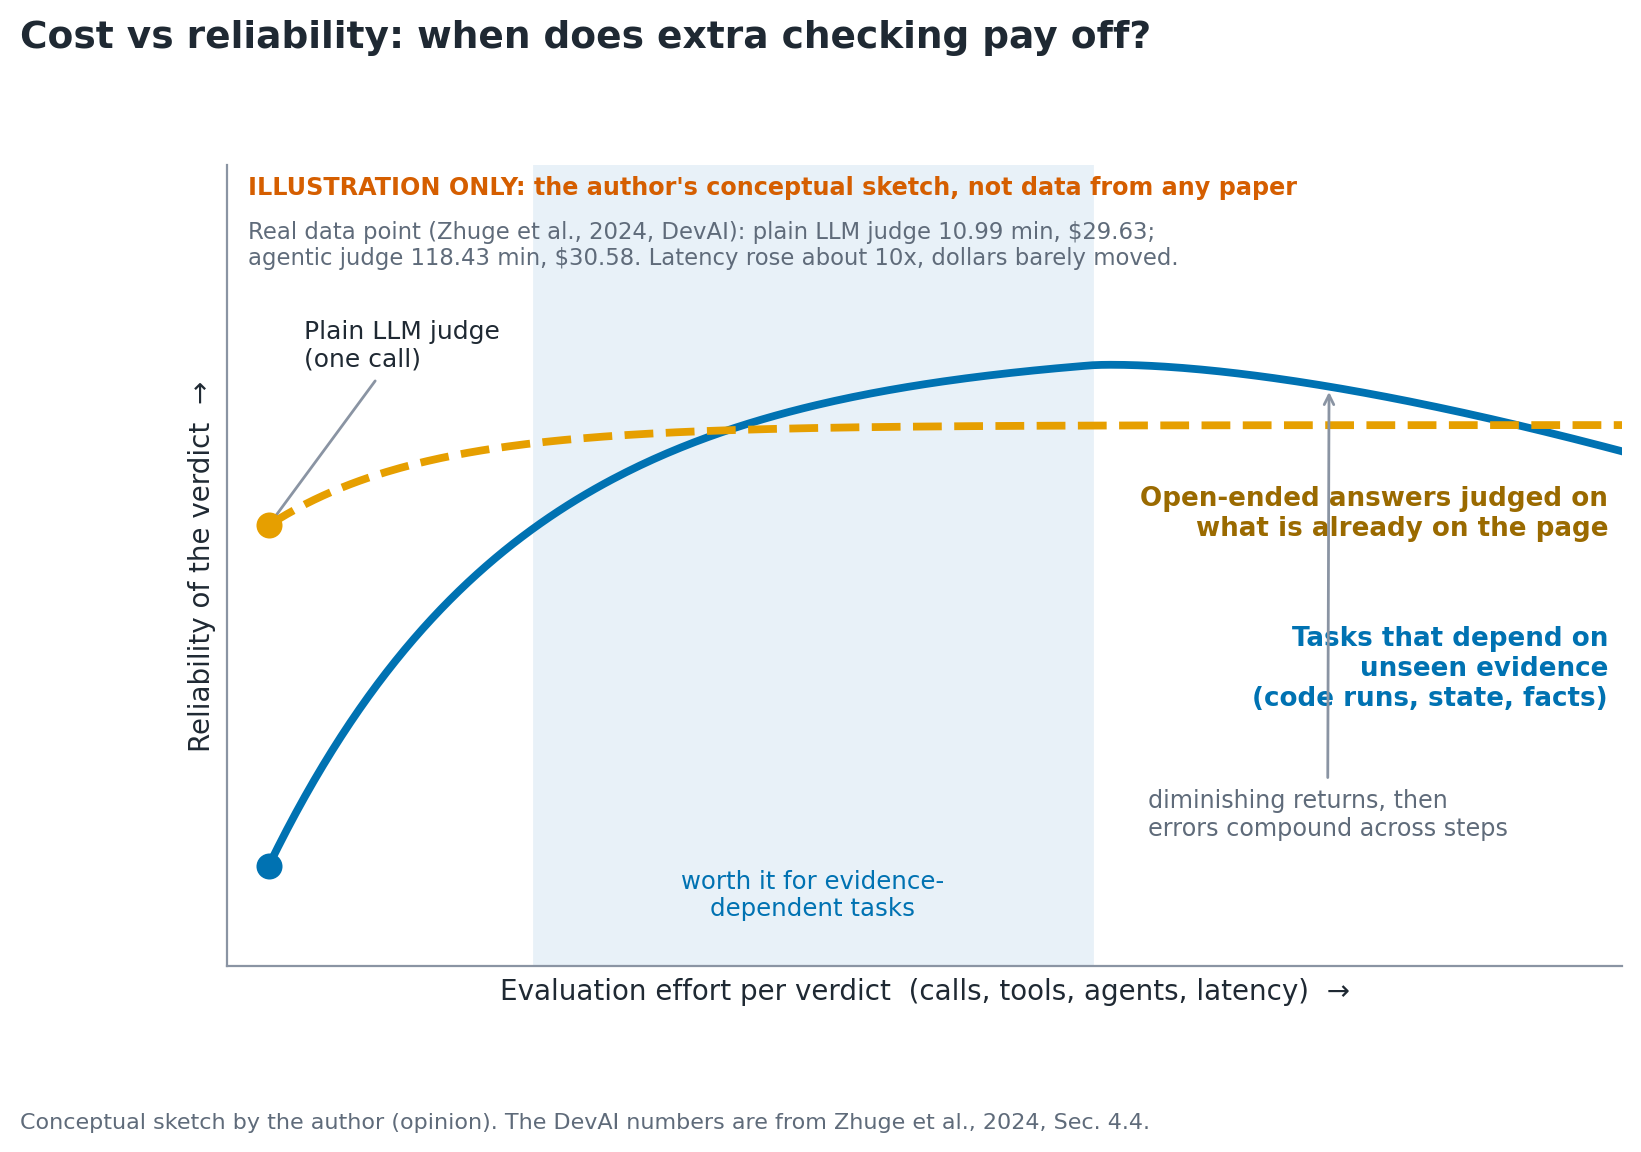 Cost vs reliability: when does extra checking pay off?
ILLUSTRATION ONLY: the author's conceptual sketch, not data from any paper
Real data point (Zhuge et al., 2024, DevAI): plain LLM judge 10.99 min, $29.63;
agentic judge 118.43 min, $30.58. Latency rose about 10x, dollars barely moved.
Plain LLM judge
(one call)
Open-ended answers judged on
what is already on the page
Tasks that depend on
unseen evidence
(code runs, state, facts)
diminishing returns, then
errors compound across steps
worth it for evidence-
dependent tasks
Reliability of the verdict →
Evaluation effort per verdict (calls, tools, agents, latency) →
Conceptual sketch by the author (opinion). The DevAI numbers are from Zhuge et al., 2024, Sec. 4.4.